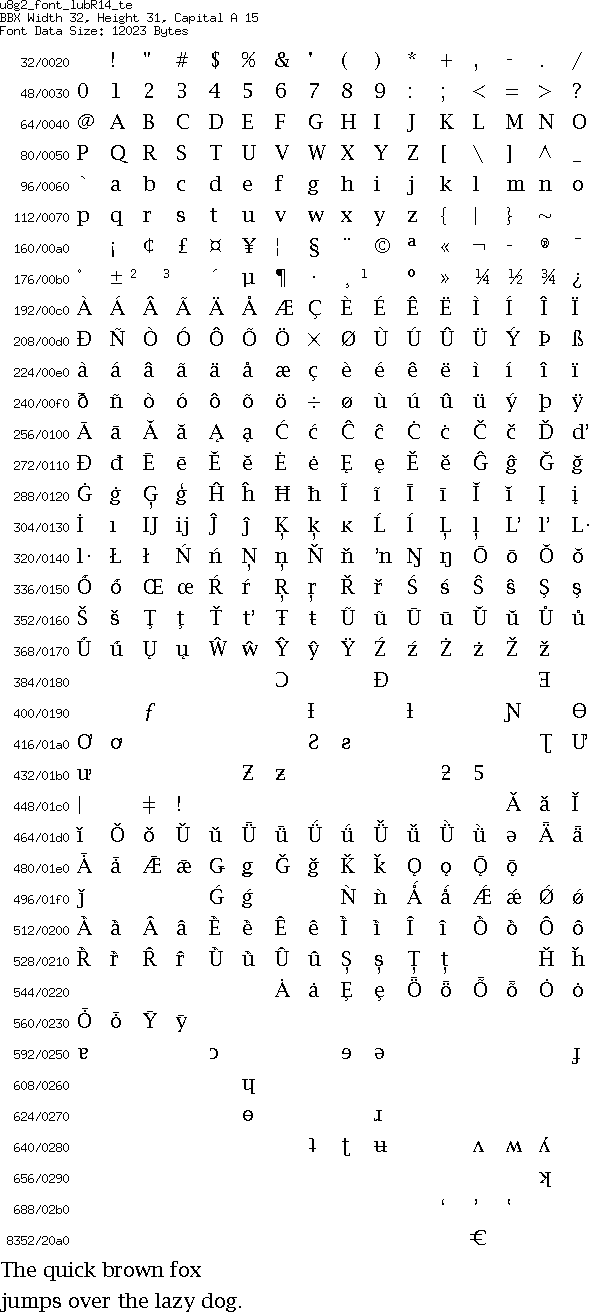 u8g2_font_lubR14_te
BBX Width 32, Height 31, Capital A 15
Font Data Size: 12023 Bytes
32/0020 ! " # $ % & ' ( ) * + , - . /
48/0030 0 1 2 3 4 5 6 7 8 9 : ; < = > ?
64/0040 @ A B C D E F G H I J K L M N O
80/0050 P Q R S T U V W X Y Z [ \ ] ^ _
96/0060 ` a b c d e f g h i j k l m n o
112/0070 p q r s t u v w x y z { | } ~
160/00a0 ¡ ¢ £ ¤ ¥ ¦ § ¨ © ª « ¬ - ® ¯
176/00b0 ° ± ² ³ ´ µ ¶ · ¸ ¹ º » ¼ ½ ¾ ¿
192/00c0 À Á Â Ã Ä Å Æ Ç È É Ê Ë Ì Í Î Ï
208/00d0 Ð Ñ Ò Ó Ô Õ Ö × Ø Ù Ú Û Ü Ý Þ ß
224/00e0 à á â ã ä å æ ç è é ê ë ì í î ï
240/00f0 ð ñ ò ó ô õ ö ÷ ø ù ú û ü ý þ ÿ
256/0100 Ā ā Ă ă Ą ą Ć ć Ĉ ĉ Ċ ċ Č č Ď ď
272/0110 Đ đ Ē ē Ĕ ĕ Ė ė Ę ę Ě ě Ĝ ĝ Ğ ğ
288/0120 Ġ ġ Ģ ģ Ĥ ĥ Ħ ħ Ĩ ĩ Ī ī Ĭ ĭ Į į
304/0130 İ ı Ĳ ĳ Ĵ ĵ Ķ ķ ĸ Ĺ ĺ Ļ ļ Ľ ľ Ŀ
320/0140 ŀ Ł ł Ń ń Ņ ņ Ň ň ŉ Ŋ ŋ Ō ō Ŏ ŏ
336/0150 Ő ő Œ œ Ŕ ŕ Ŗ ŗ Ř ř Ś ś Ŝ ŝ Ş ş
352/0160 Š š Ţ ţ Ť ť Ŧ ŧ Ũ ũ Ū ū Ŭ ŭ Ů ů
368/0170 Ű ű Ų ų Ŵ ŵ Ŷ ŷ Ÿ Ź ź Ż ż Ž ž
384/0180 Ɔ Ɖ Ǝ
400/0190 ƒ Ɨ ƚ Ɲ Ɵ
416/01a0 Ơ ơ Ƨ ƨ Ʈ Ư
432/01b0 ư Ƶ ƶ ƻ 5
448/01c0 ǀ ǂ ǃ Ǎ ǎ Ǐ
464/01d0 ǐ Ǒ ǒ Ǔ ǔ Ǖ ǖ Ǘ ǘ Ǚ ǚ Ǜ ǜ ǝ Ǟ ǟ
480/01e0 Ǡ ǡ Ǣ ǣ Ǥ ǥ Ǧ ǧ Ǩ ǩ Ǫ ǫ Ǭ ǭ
496/01f0 ǰ Ǵ ǵ Ǹ ǹ Ǻ ǻ Ǽ ǽ Ǿ ǿ
512/0200 Ȁ ȁ Ȃ ȃ Ȅ ȅ Ȇ ȇ Ȉ ȉ Ȋ ȋ Ȍ ȍ Ȏ ȏ
528/0210 Ȑ ȑ Ȓ ȓ Ȕ ȕ Ȗ ȗ Ș ș Ț ț Ȟ ȟ
544/0220 Ȧ ȧ Ȩ ȩ Ȫ ȫ Ȭ ȭ Ȯ ȯ
560/0230 Ȱ ȱ Ȳ ȳ
592/0250 ɐ ɔ ɘ ə ɟ
608/0260 ɥ
624/0270 ɵ ɹ
640/0280 ʇ ʈ ʉ ʌ ʍ ʎ
656/0290 ʞ
688/02b0 ʻ ʼ ʽ
8352/20a0 €
The quick brown fox
jumps over the lazy dog.